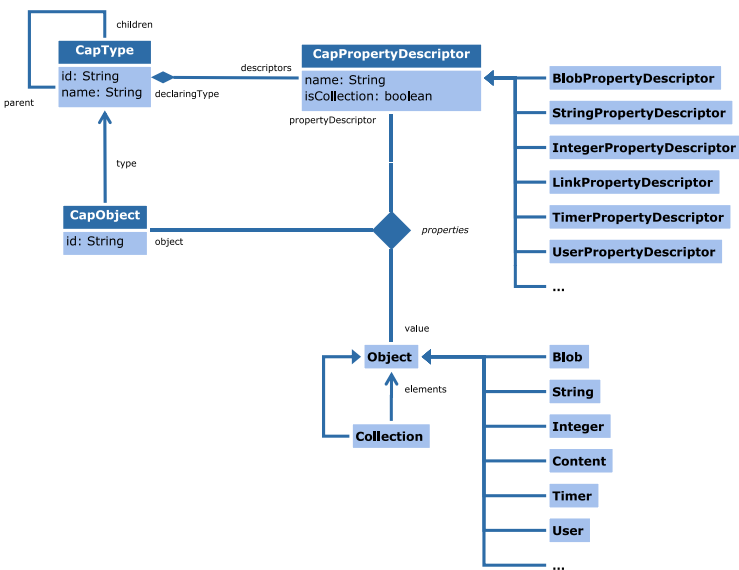 children
CapType
id: String
name: String
parent
descriptors
declaringType
CapPropertyDescriptor
name: String
isCollection: boolean
propertyDescriptor
BlobPropertyDescriptor
StringPropertyDescriptor
IntegerPropertyDescriptor
LinkPropertyDescriptor
TimerPropertyDescriptor
UserPropertyDescriptor
...
type
CapObject
id: String
object
properties
value
Object
elements
Collection
Blob
String
Integer
Content
Timer
User
...